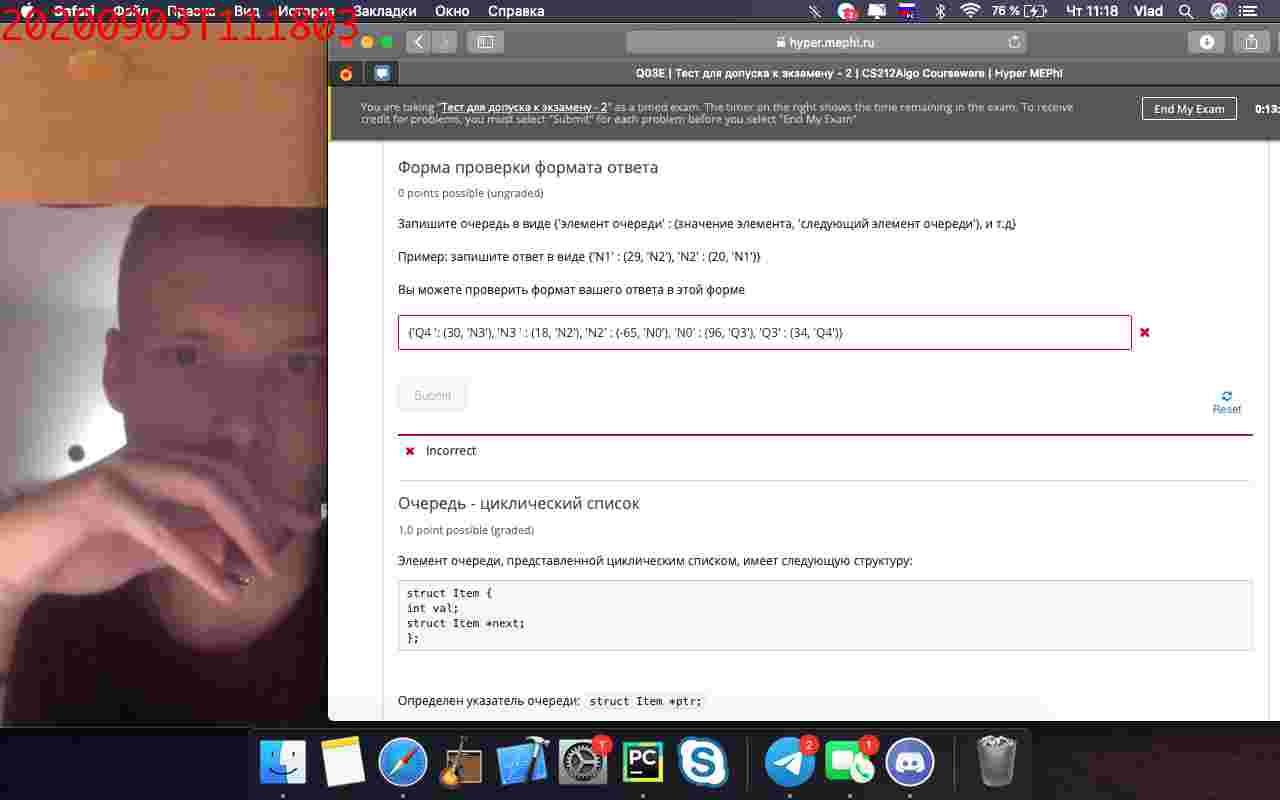 20200903T111803
Safari Файл Правка Вид История Закладки Окно Справка
76 % Чт 11:18 Vlad
hyper.mephi.ru
Q03E | Тест для допуска к экзамену - 2 | CS212Algo Courseware | Hyper MEPhI
You are taking "Тест для допуска к экзамену - 2" as a timed exam. The timer on the right shows the time remaining in the exam. To receive
credit for problems, you must select "Submit" for each problem before you select "End My Exam"
End My Exam
0:13:
Форма проверки формата ответа
0 points possible (ungraded)
Запишите очередь в виде {'элемент очереди' : (значение элемента, 'следующий элемент очереди'), и т.д}
Пример: запишите ответ в виде {'N1' : (29, 'N2'), 'N2' : (20, 'N1')}
Вы можете проверить формат вашего ответа в этой форме
{'Q4 ': (30, 'N3'), 'N3 ' : (18, 'N2'), 'N2' : (-65, 'N0'), 'N0' : (96, 'Q3'), 'Q3' : (34, 'Q4')}
Submit
Reset
Incorrect
Очередь - циклический список
1.0 point possible (graded)
Элемент очереди, представленной циклическим списком, имеет следующую структуру:
struct Item {
int val;
struct Item *next;
};
Определен указатель очереди: struct Item *ptr;
1
PC
2
1